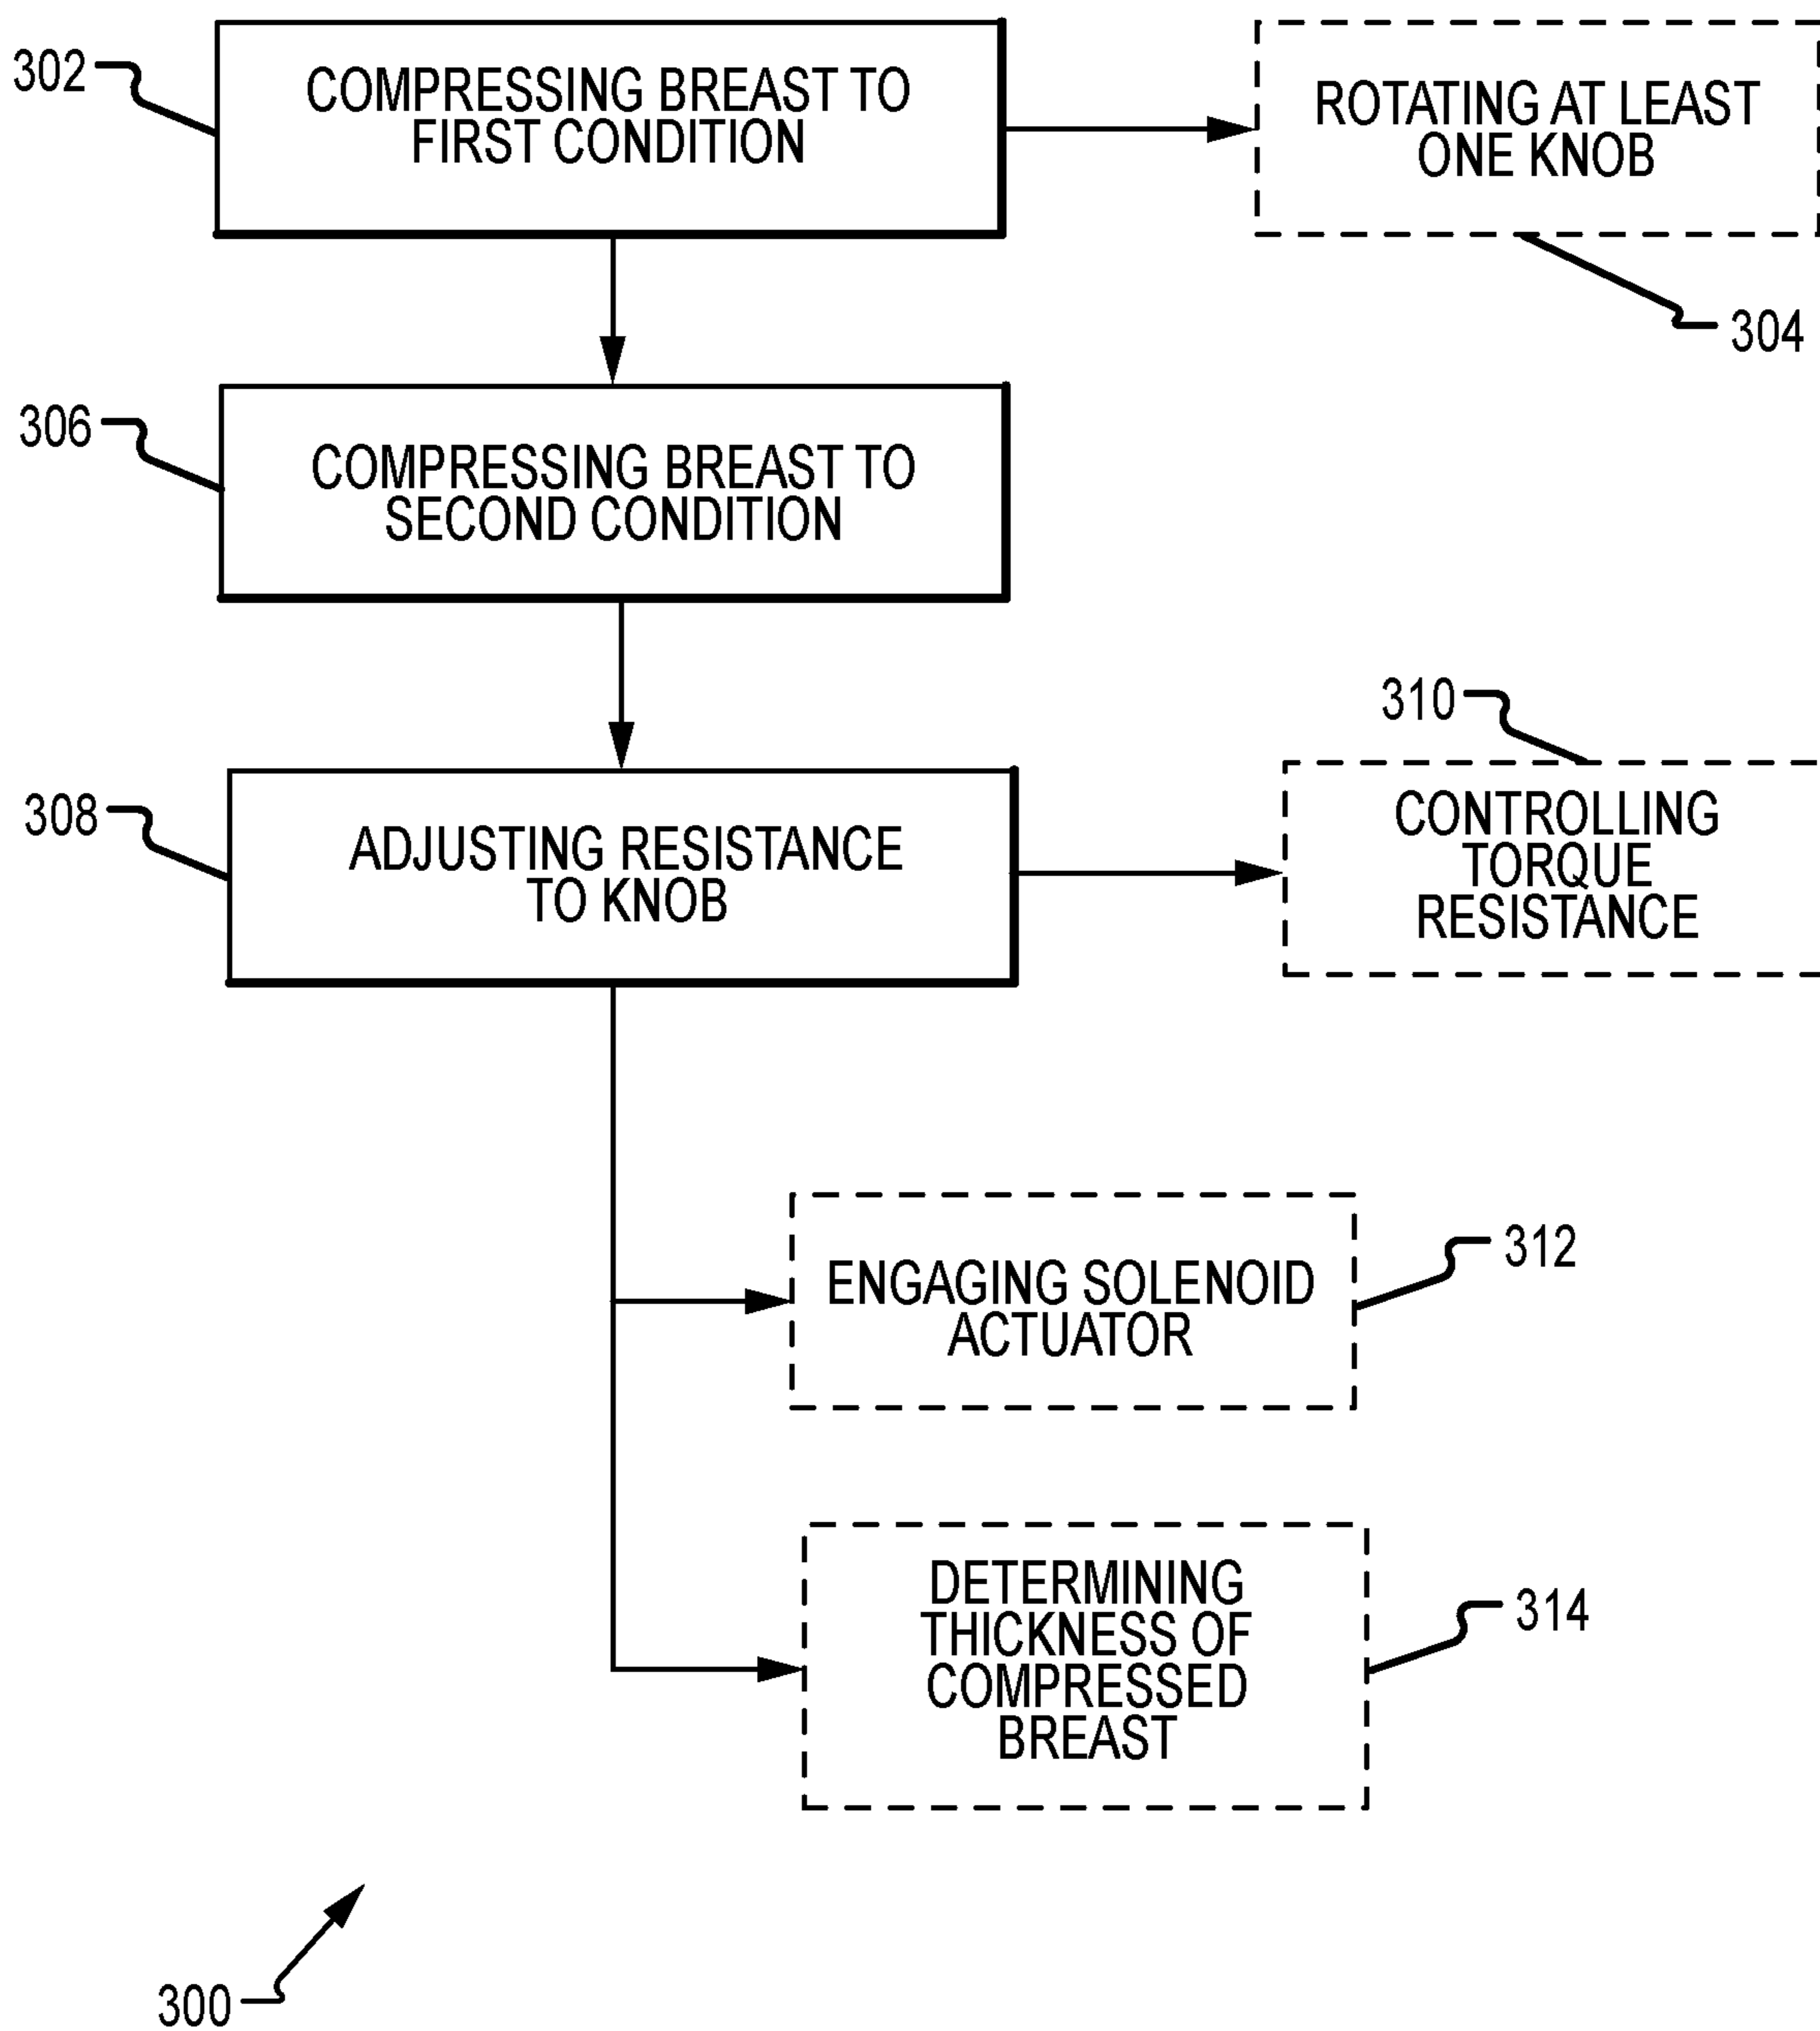 302
COMPRESSING BREAST TO
FIRST CONDITION
ROTATING AT LEAST
ONE KNOB
304
306
COMPRESSING BREAST TO
SECOND CONDITION
310
308
ADJUSTING RESISTANCE
TO KNOB
CONTROLLING
TORQUE
RESISTANCE
312
ENGAGING SOLENOID
ACTUATOR
DETERMINING
THICKNESS OF
COMPRESSED
BREAST
314
300